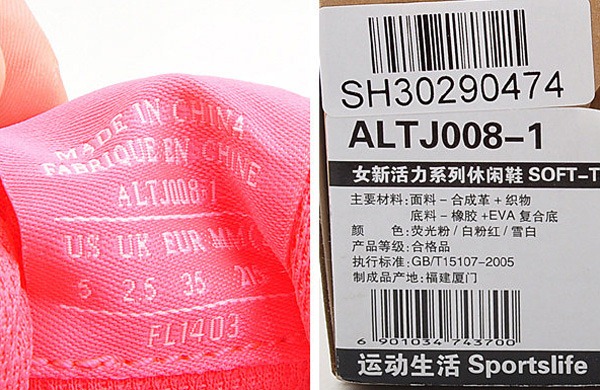 MADE IN CHINA
FABRIQUE EN CHINE
ALTJ008-1
US UK EUR
5 2.5 35
FL1403
SH30290474
ALTJ008-1
女新活力系列休闲鞋 SOFT-T
主要材料:面料-合成革+织物
底料-橡胶+EVA 复合底
颜 色:荧光粉/白粉红/雪白
产品等级:合格品
执行标准:GB/T15107-2005
制成品产地:福建厦门
6 901034 743700
运动生活 Sportslife